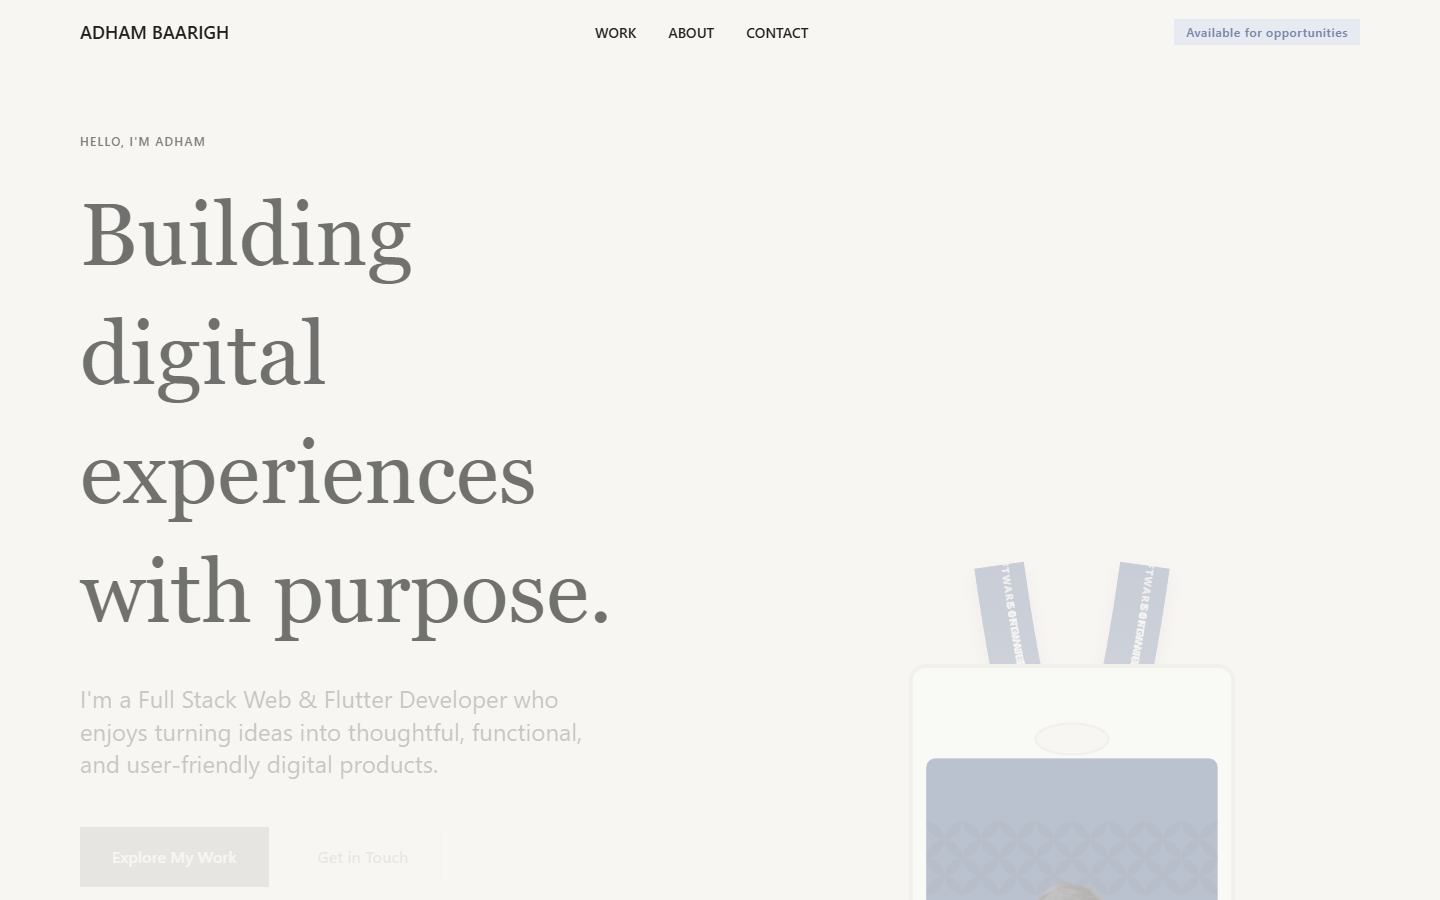 ADHAM BAARIGH
WORK
ABOUT
CONTACT
Available for opportunities
HELLO, I'M ADHAM
Building
digital
experiences
with purpose.
I'm a Full Stack Web & Flutter Developer who
enjoys turning ideas into thoughtful, functional,
and user-friendly digital products.
Explore My Work
Get in Touch